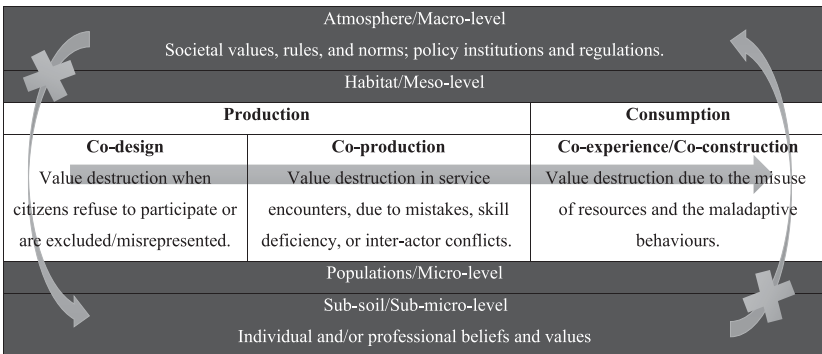 Atmosphere/Macro-level
Societal values, rules, and norms; policy institutions and regulations.
Habitat/Meso-level
Production
Consumption
Co-design
Value destruction when
citizens refuse to participate or
are excluded/misrepresented.
Co-production
Value destruction in service
encounters, due to mistakes, skill
deficiency, or inter-actor conflicts.
Co-experience/Co-construction
Value destruction due to the misuse
of resources and the maladaptive
behaviours.
Populations/Micro-level
Sub-soil/Sub-micro-level
Individual and/or professional beliefs and values